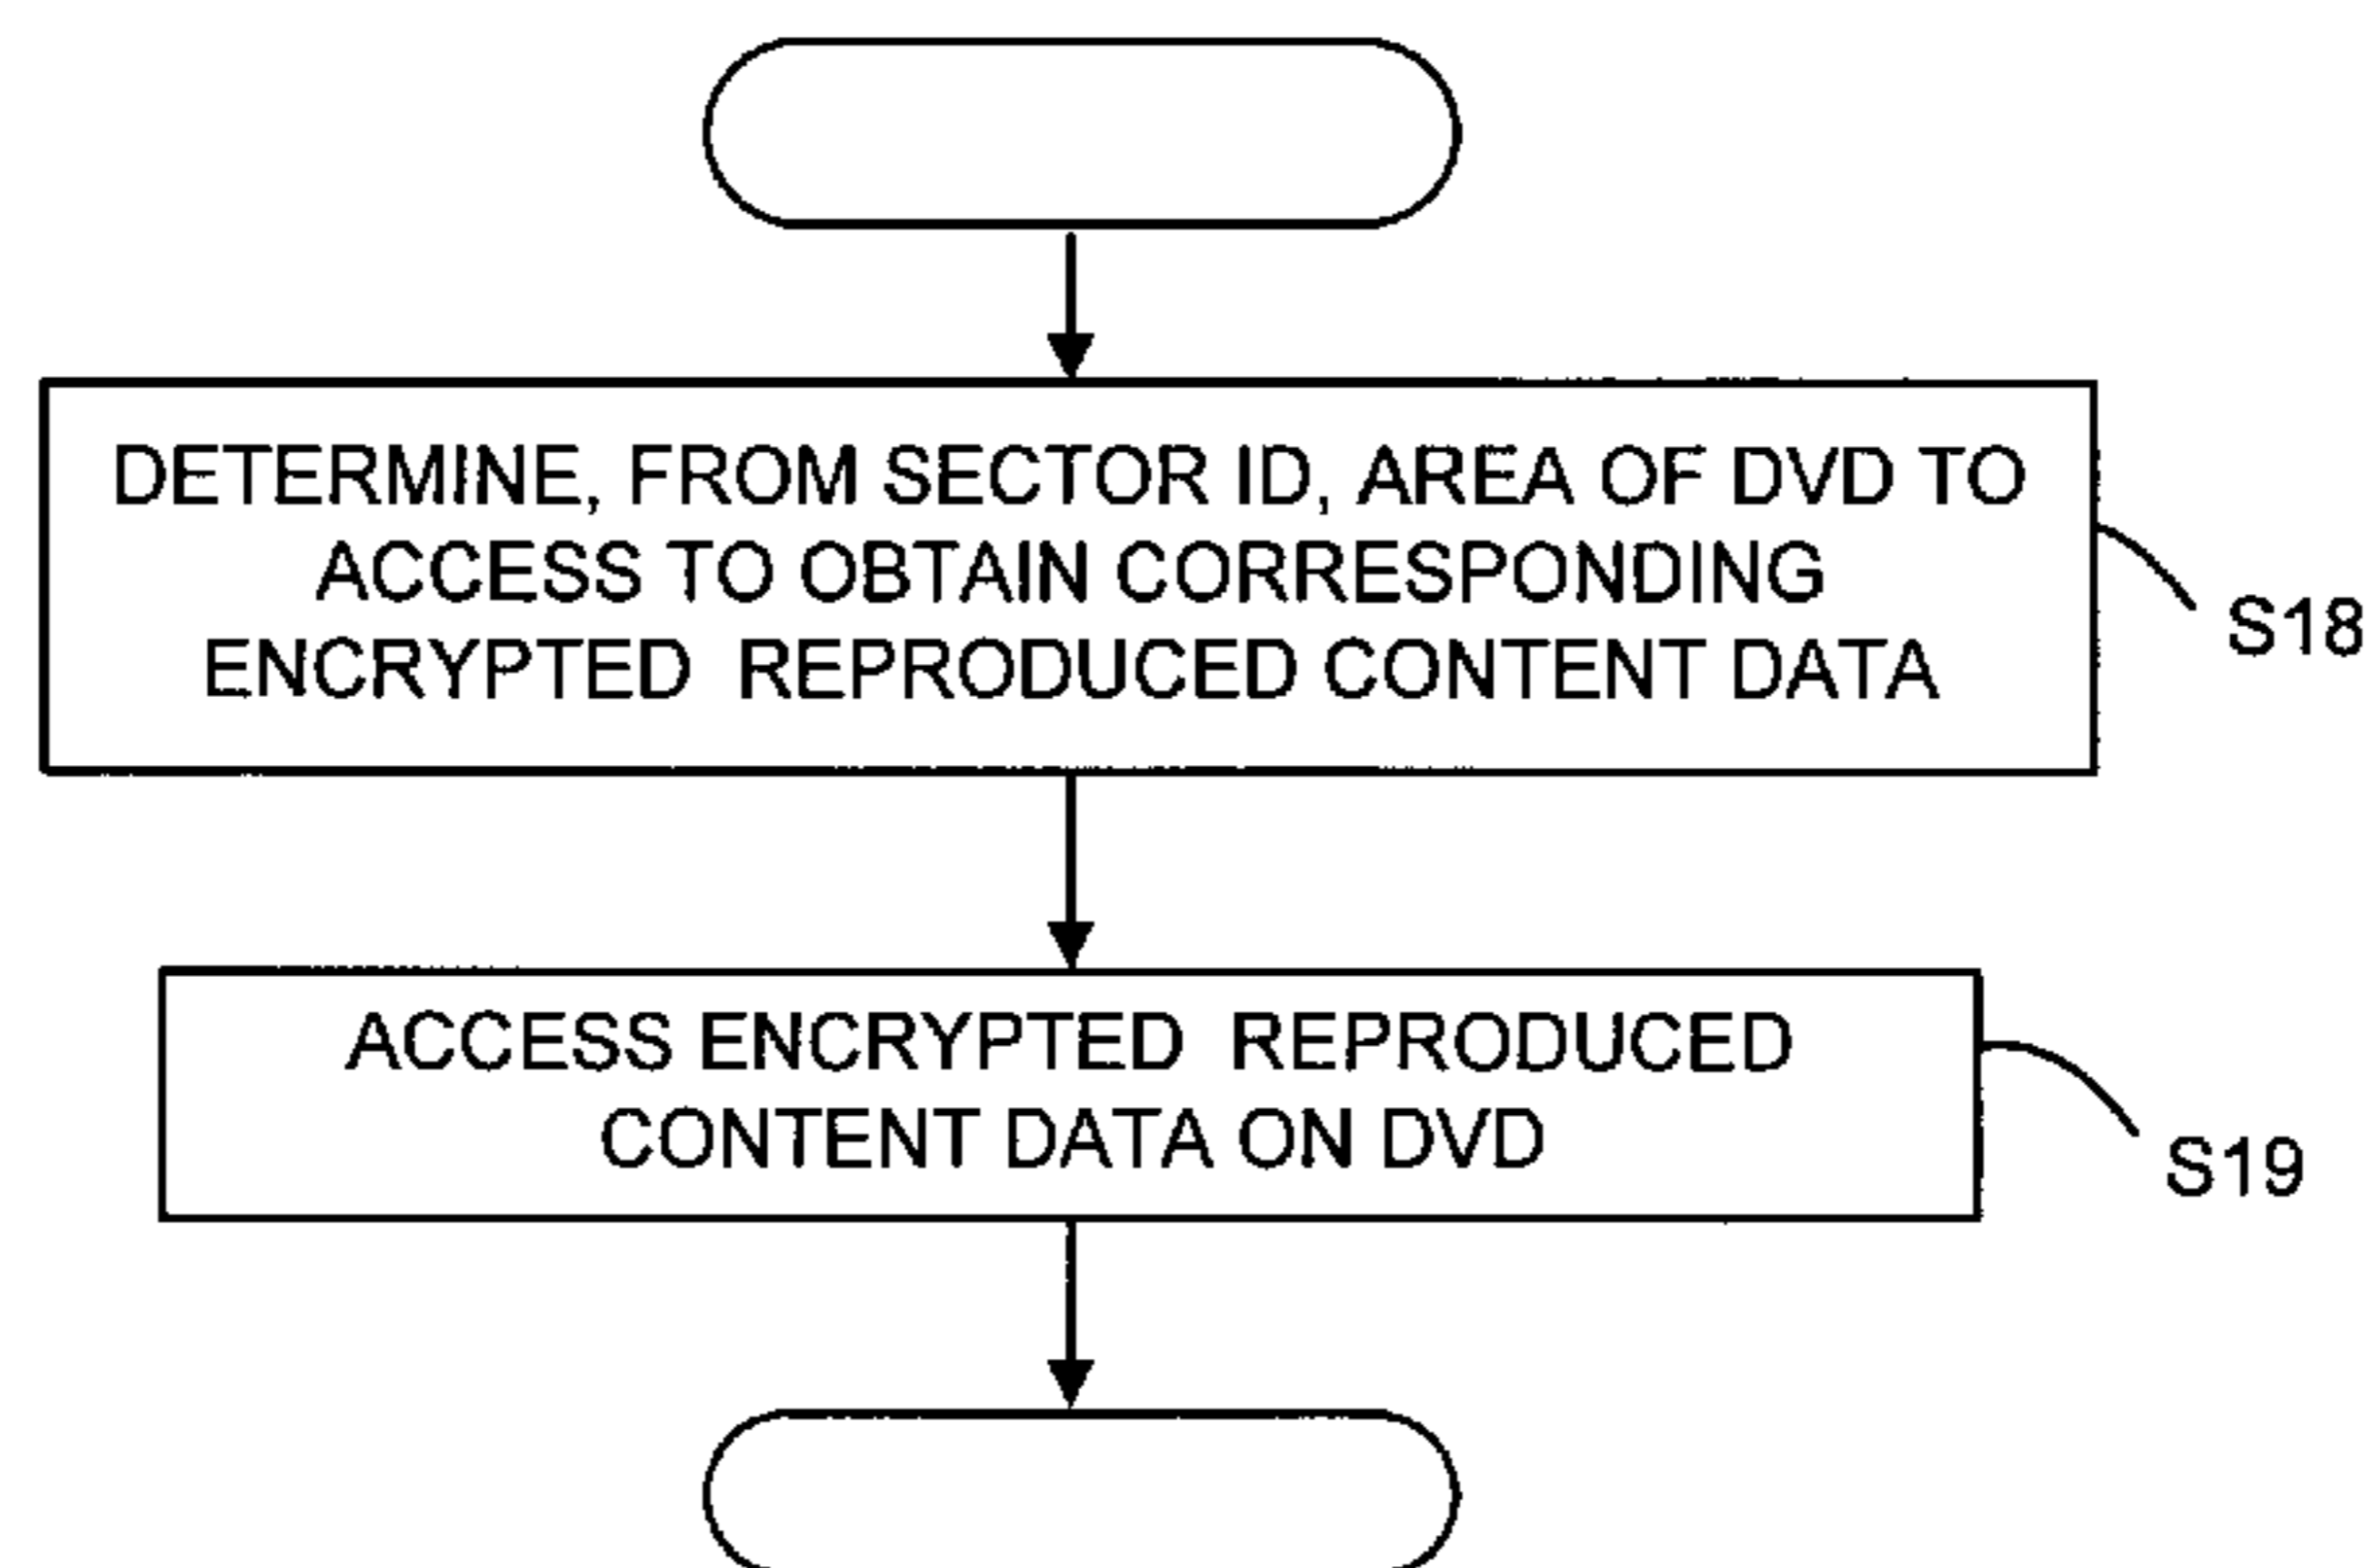 DETERMINE, FROM SECTOR ID, AREA OF DVD TO
ACCESS TO OBTAIN CORRESPONDING
ENCRYPTED REPRODUCED CONTENT DATA
S18
ACCESS ENCRYPTED REPRODUCED
CONTENT DATA ON DVD
S19